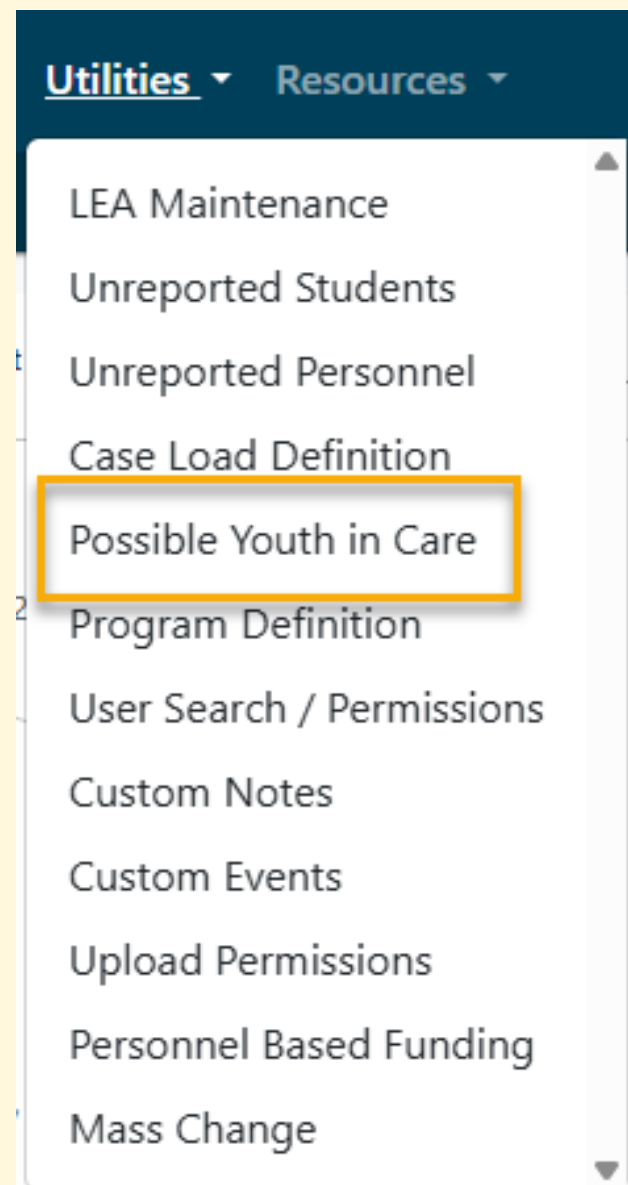 Utilities Resources
LEA Maintenance
Unreported Students
Unreported Personnel
Case Load Definition
Possible Youth in Care
Program Definition
User Search / Permissions
Custom Notes
Custom Events
Upload Permissions
Personnel Based Funding
Mass Change